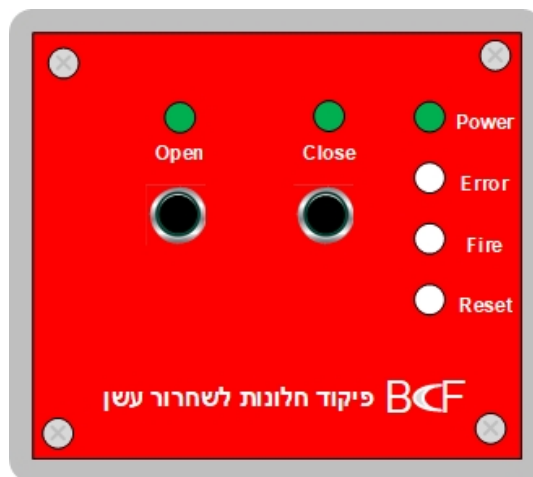 Open
Close
Power
Error
Fire
Reset
BCF פיקוד חלונות לשחרור עשן